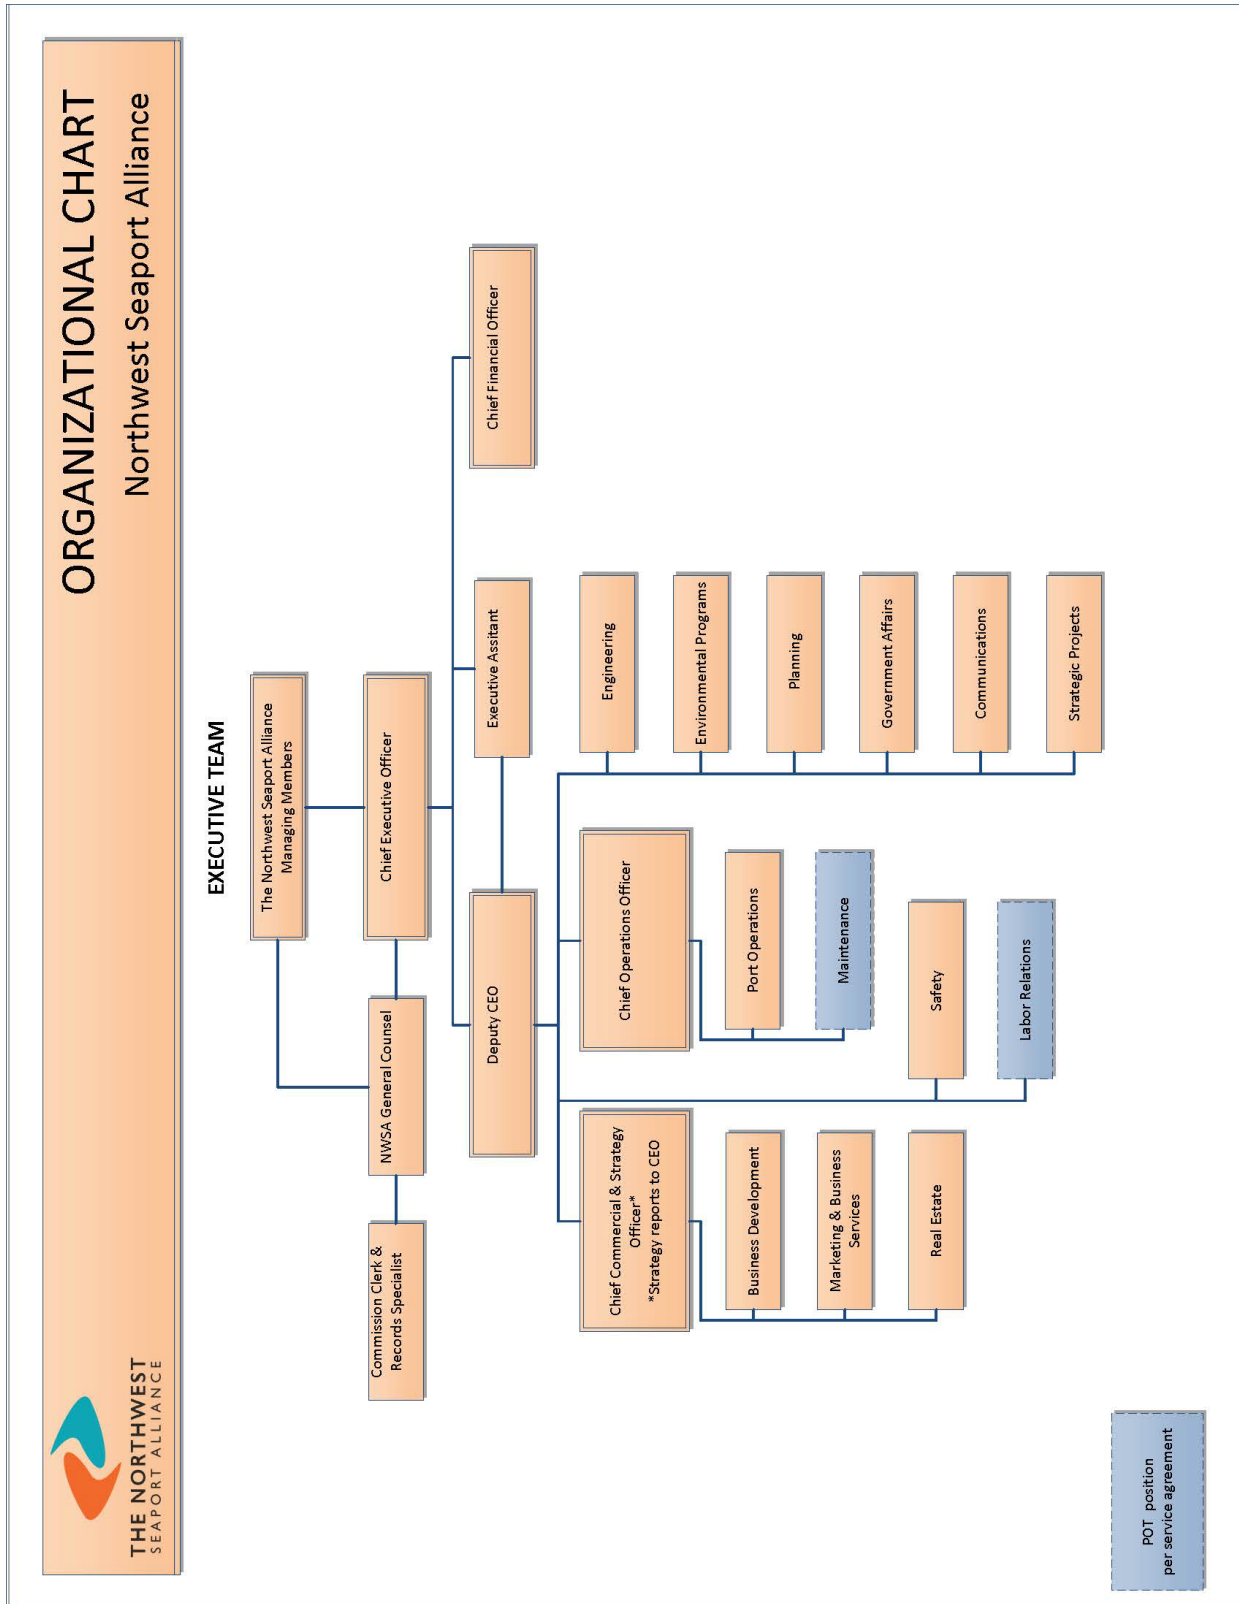 THE NORTHWEST
SEAPORT ALLIANCE
ORGANIZATIONAL CHART
Northwest Seaport Alliance
EXECUTIVE TEAM
The Northwest Seaport Alliance
Managing Members
Commission Clerk &
Records Specialist
NWSA General Counsel
Chief Executive Officer
Deputy CEO
Executive Assitant
Chief Financial Officer
Chief Commercial & Strategy
Officer*
*Strategy reports to CEO
Chief Operations Officer
Engineering
Environmental Programs
Planning
Government Affairs
Communications
Strategic Projects
Business Development
Marketing & Business
Services
Real Estate
Port Operations
Maintenance
Safety
Labor Relations
POT position
per service agreement